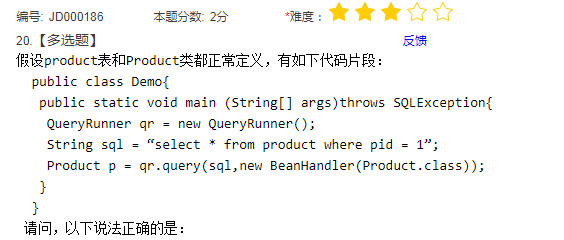 编号: JD000186 本题分数: 2分 *难度:
20.【多选题】 反馈
假设product表和Product类都正常定义，有如下代码片段：
public class Demo{
public static void main (String[] args)throws SQLException{
QueryRunner qr = new QueryRunner();
String sql = “select * from product where pid = 1”;
Product p = qr.query(sql,new BeanHandler(Product.class));
}
}
请问，以下说法正确的是：